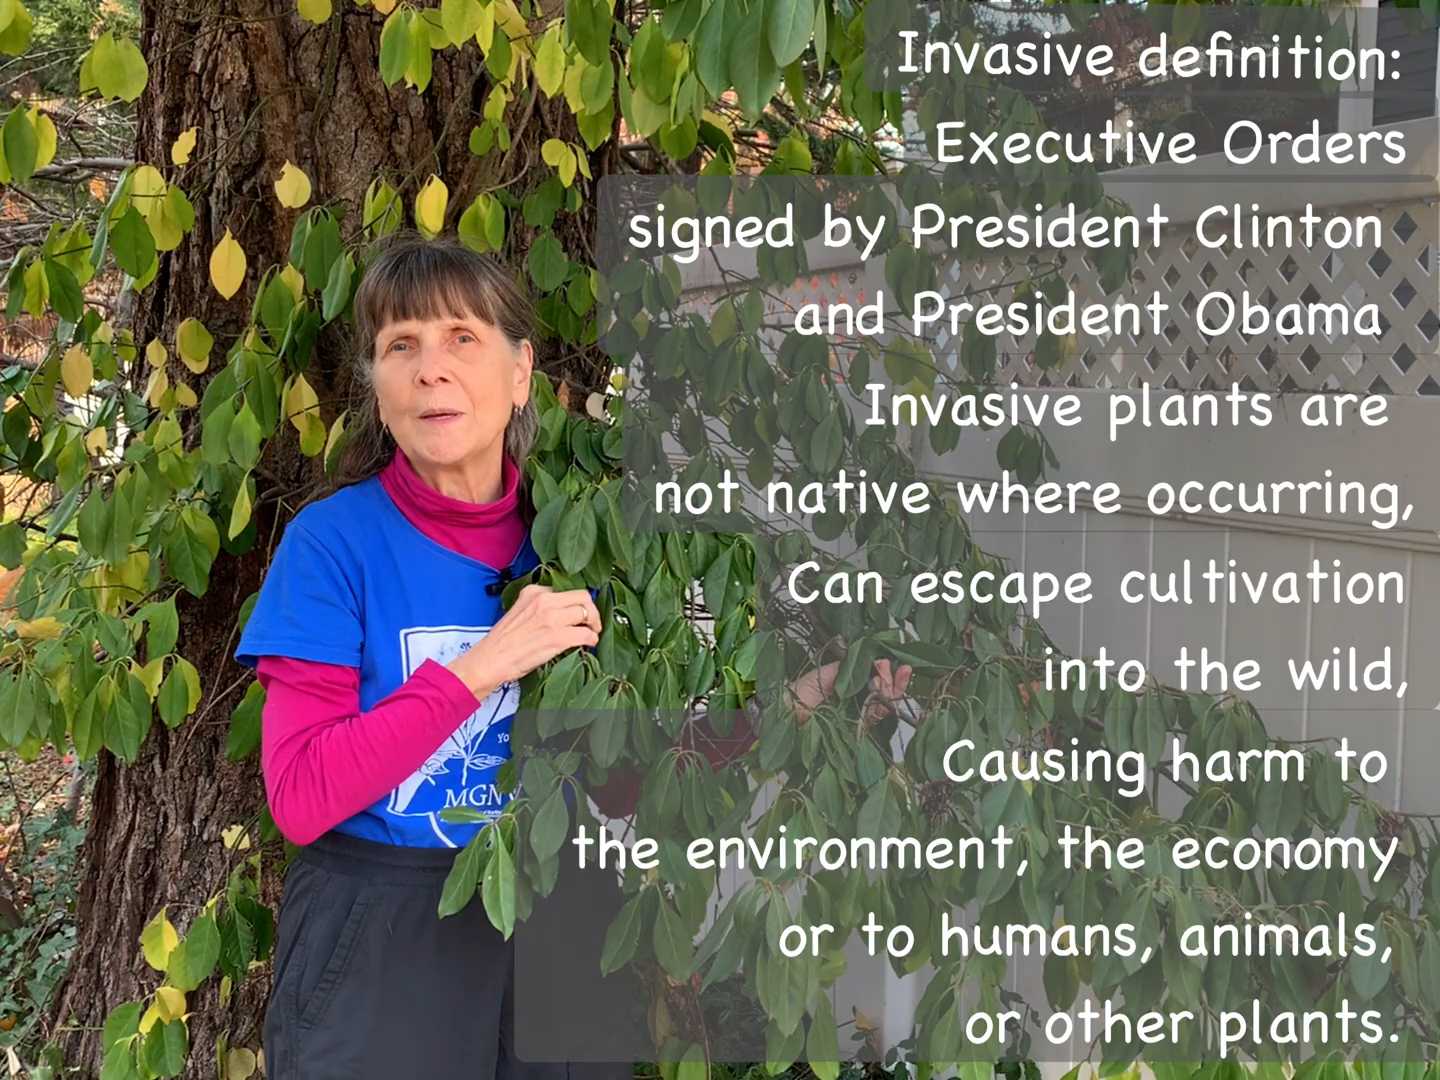 Invasive definition:
Executive Orders
signed by President Clinton
and President Obama
Invasive plants are
not native where occurring,
Can escape cultivation
into the wild,
Causing harm to
the environment, the economy
or to humans, animals,
or other plants.
Yo
MGN